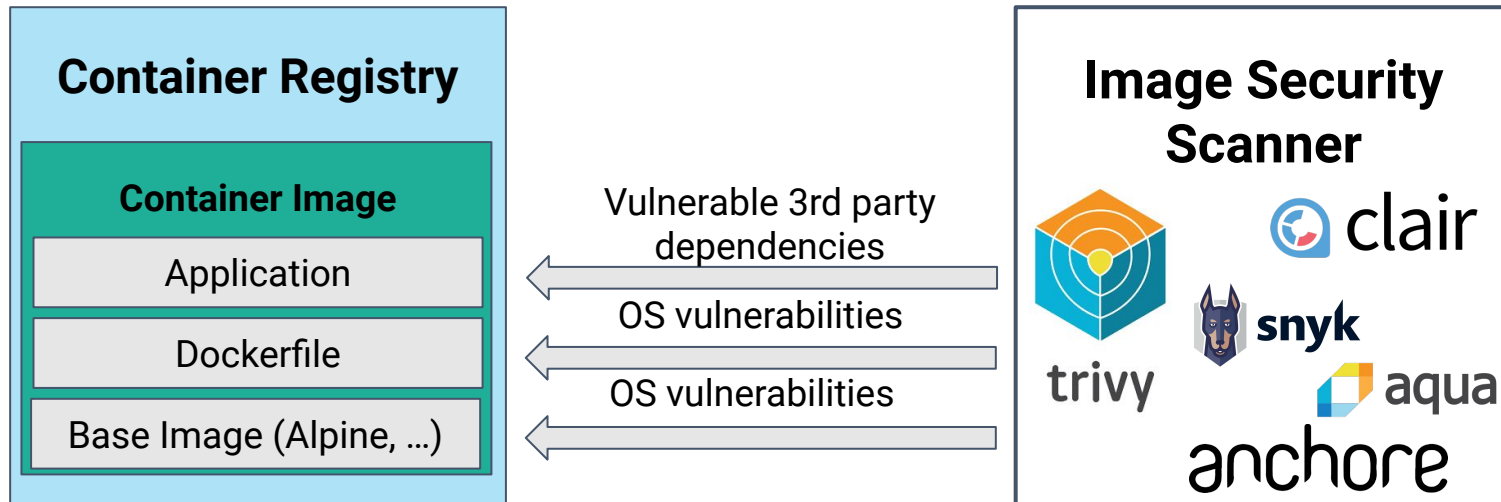 Container Registry
Container Image
Application
Dockerfile
Base Image (Alpine, …)
Vulnerable 3rd party
dependencies
OS vulnerabilities
OS vulnerabilities
Image Security
Scanner
trivy
clair
snyk
aqua
anchore